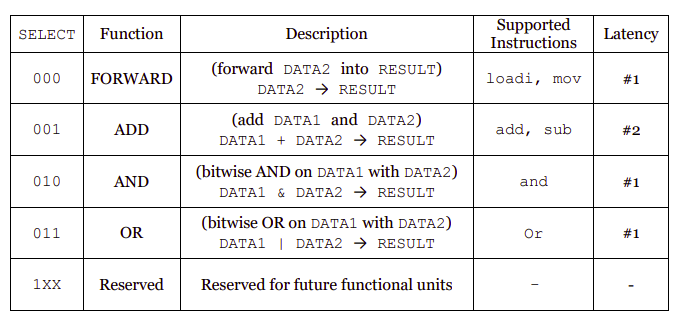 SELECT Function Description Supported Instructions Latency
000 FORWARD (forward DATA2 into RESULT) loadi, mov #1
DATA2 → RESULT
001 ADD (add DATA1 and DATA2) add, sub #2
DATA1 + DATA2 → RESULT
010 AND (bitwise AND on DATA1 with DATA2) and #1
DATA1 & DATA2 → RESULT
011 OR (bitwise OR on DATA1 with DATA2) Or #1
DATA1 | DATA2 → RESULT
1XX Reserved Reserved for future functional units – -